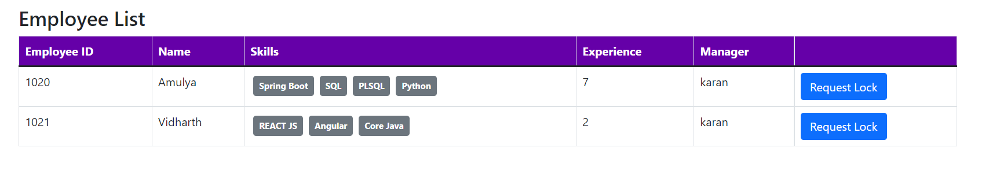 Employee List
Employee ID Name Skills Experience Manager
1020 Amulya Spring Boot SQL PLSQL Python 7 karan Request Lock
1021 Vidharth REACT JS Angular Core Java 2 karan Request Lock